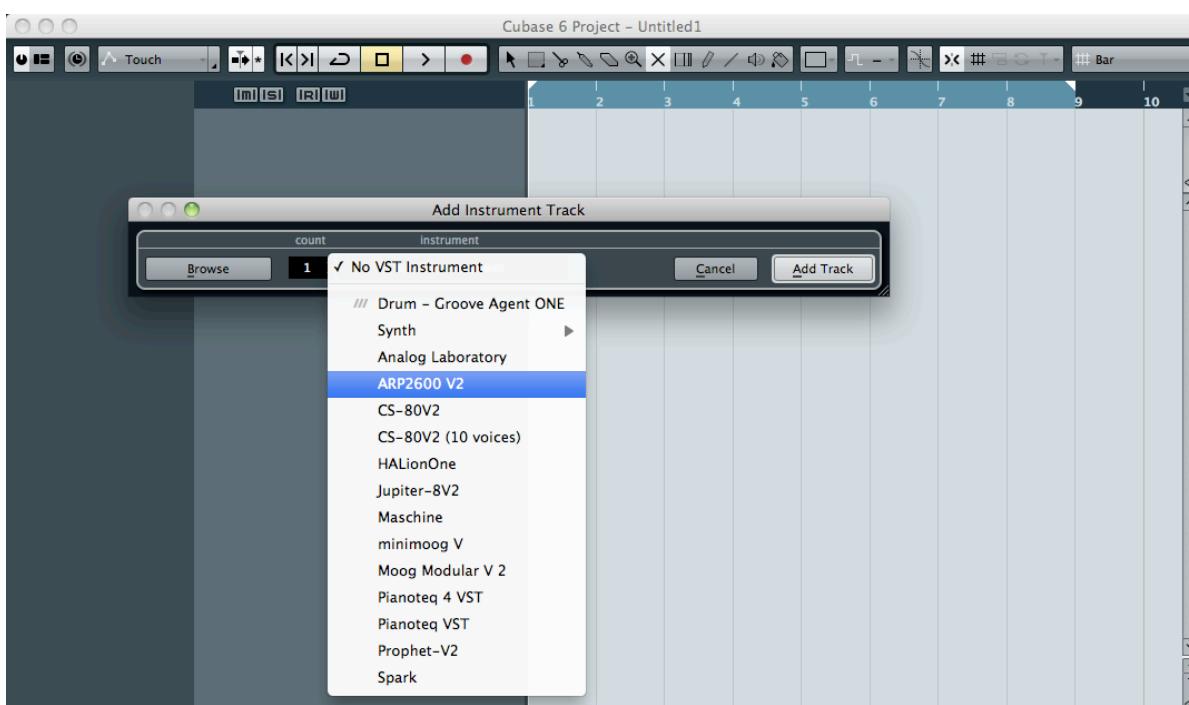 Cubase 6 Project – Untitled1
Touch
Bar
m s R W
1 2 3 4 5 6 7 8 9 10
Add Instrument Track
count instrument
Browse 1 ✓ No VST Instrument Cancel Add Track
/// Drum – Groove Agent ONE
Synth
Analog Laboratory
ARP2600 V2
CS-80V2
CS-80V2 (10 voices)
HALionOne
Jupiter-8V2
Maschine
minimoog V
Moog Modular V 2
Pianoteq 4 VST
Pianoteq VST
Prophet-V2
Spark